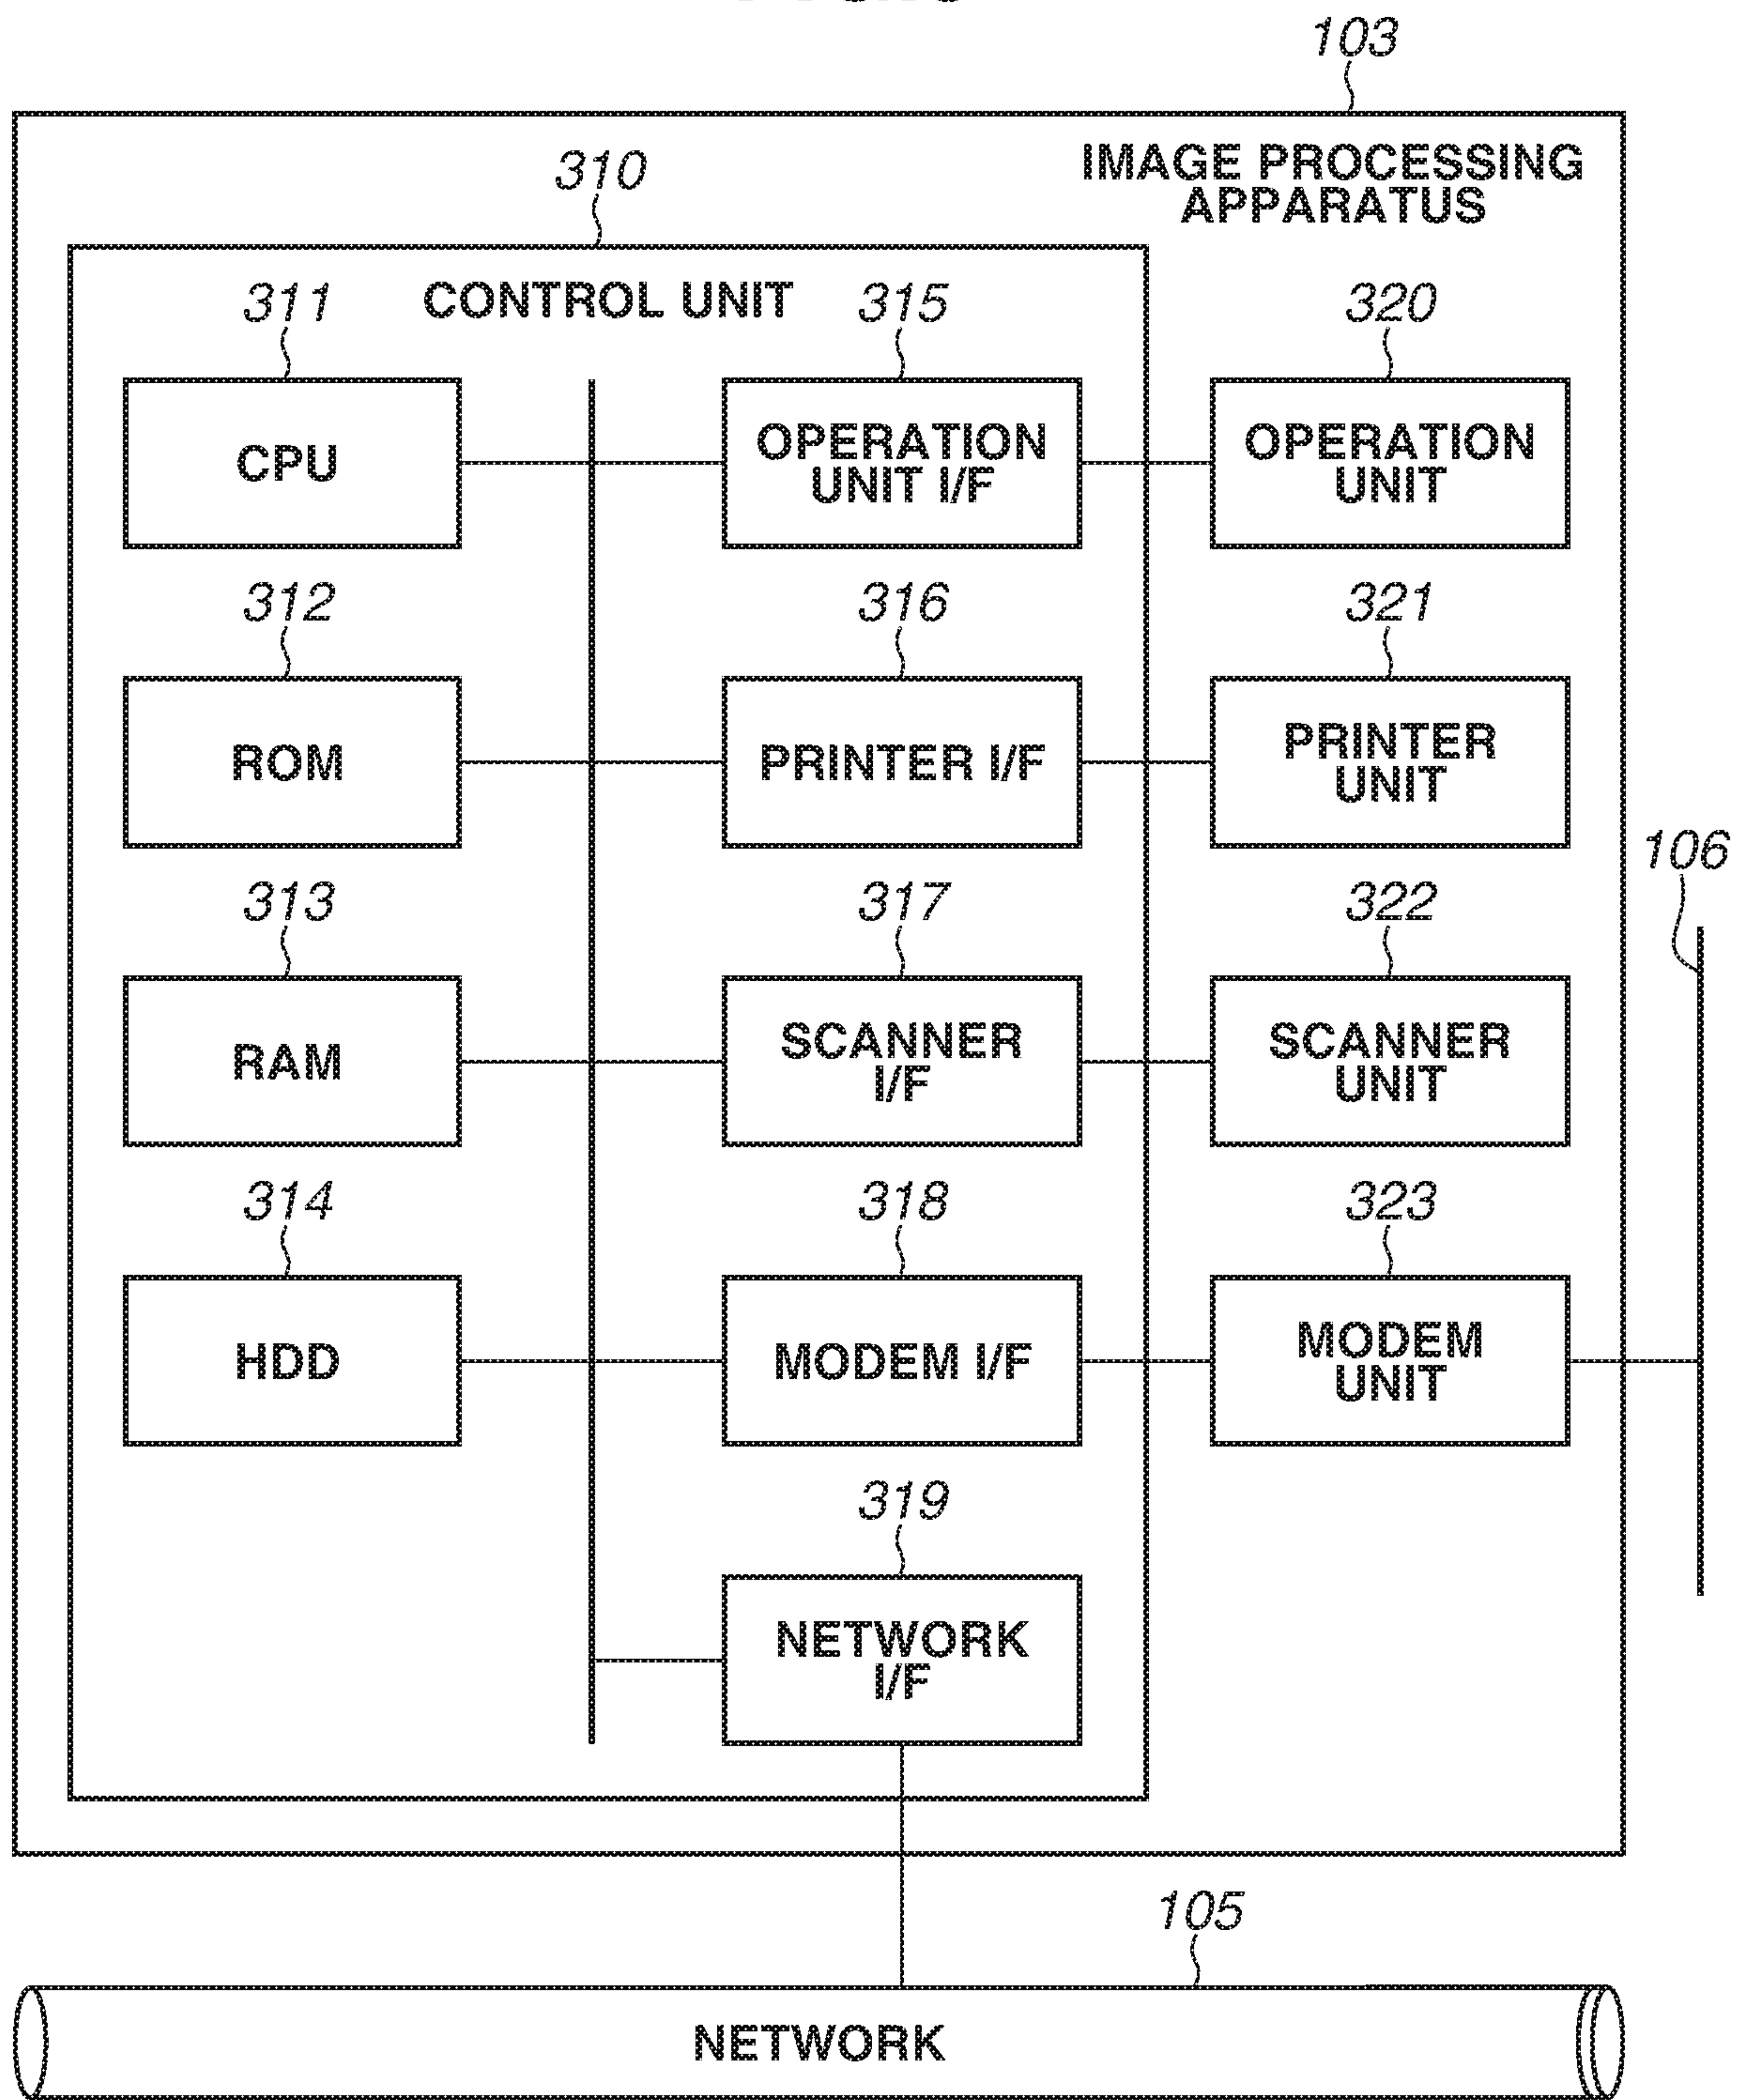 103
IMAGE PROCESSING
APPARATUS
310
CONTROL UNIT
311
315
320
CPU
OPERATION
UNIT I/F
OPERATION
UNIT
312
316
321
ROM
PRINTER I/F
PRINTER
UNIT
106
313
317
322
RAM
SCANNER
I/F
SCANNER
UNIT
314
318
323
HDD
MODEM I/F
MODEM
UNIT
319
NETWORK
I/F
105
NETWORK